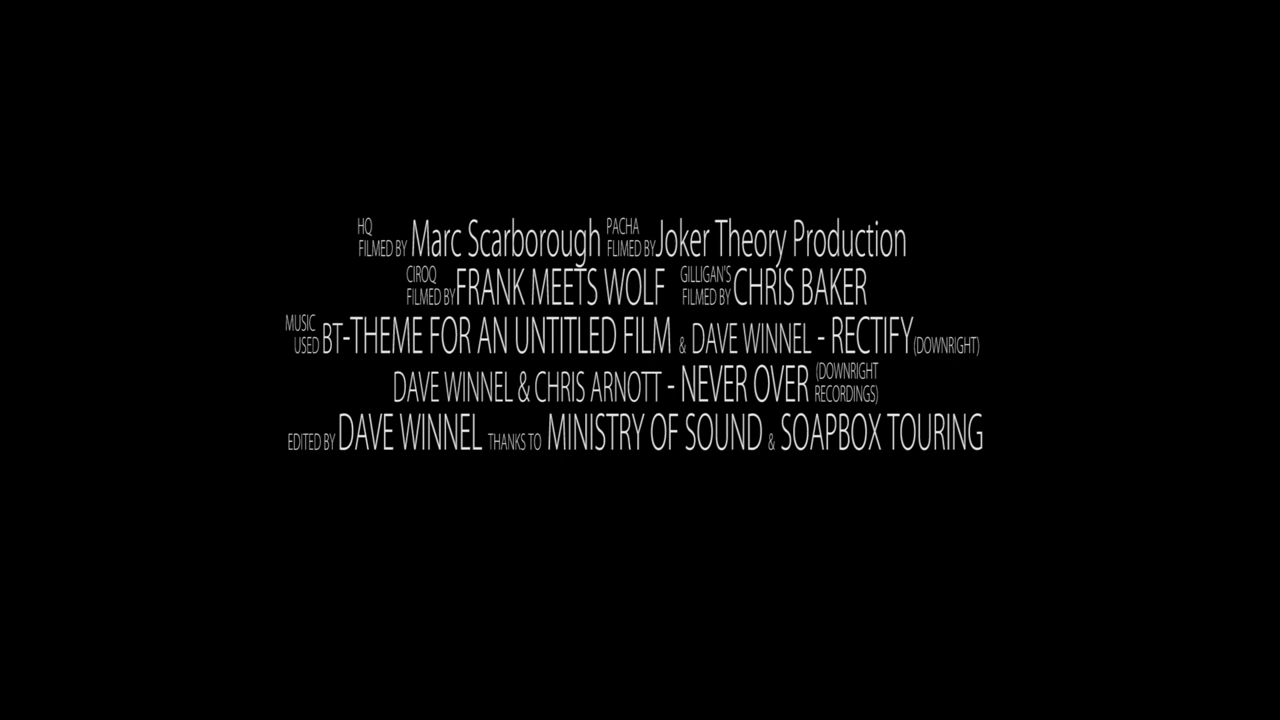 HQ FILMED BY Marc Scarborough PACHA FLIMED BY Joker Theory Production
CIROQ FILMED BY FRANK MEETS WOLF GILLIGAN'S FILMED BY CHRIS BAKER
MUSIC USED BT-THEME FOR AN UNTITLED FILM & DAVE WINNEL - RECTIFY (DOWNRIGHT)
DAVE WINNEL & CHRIS ARNOTT - NEVER OVER (DOWNRIGHT RECORDINGS)
EDITED BY DAVE WINNEL THANKS TO MINISTRY OF SOUND & SOAPBOX TOURING